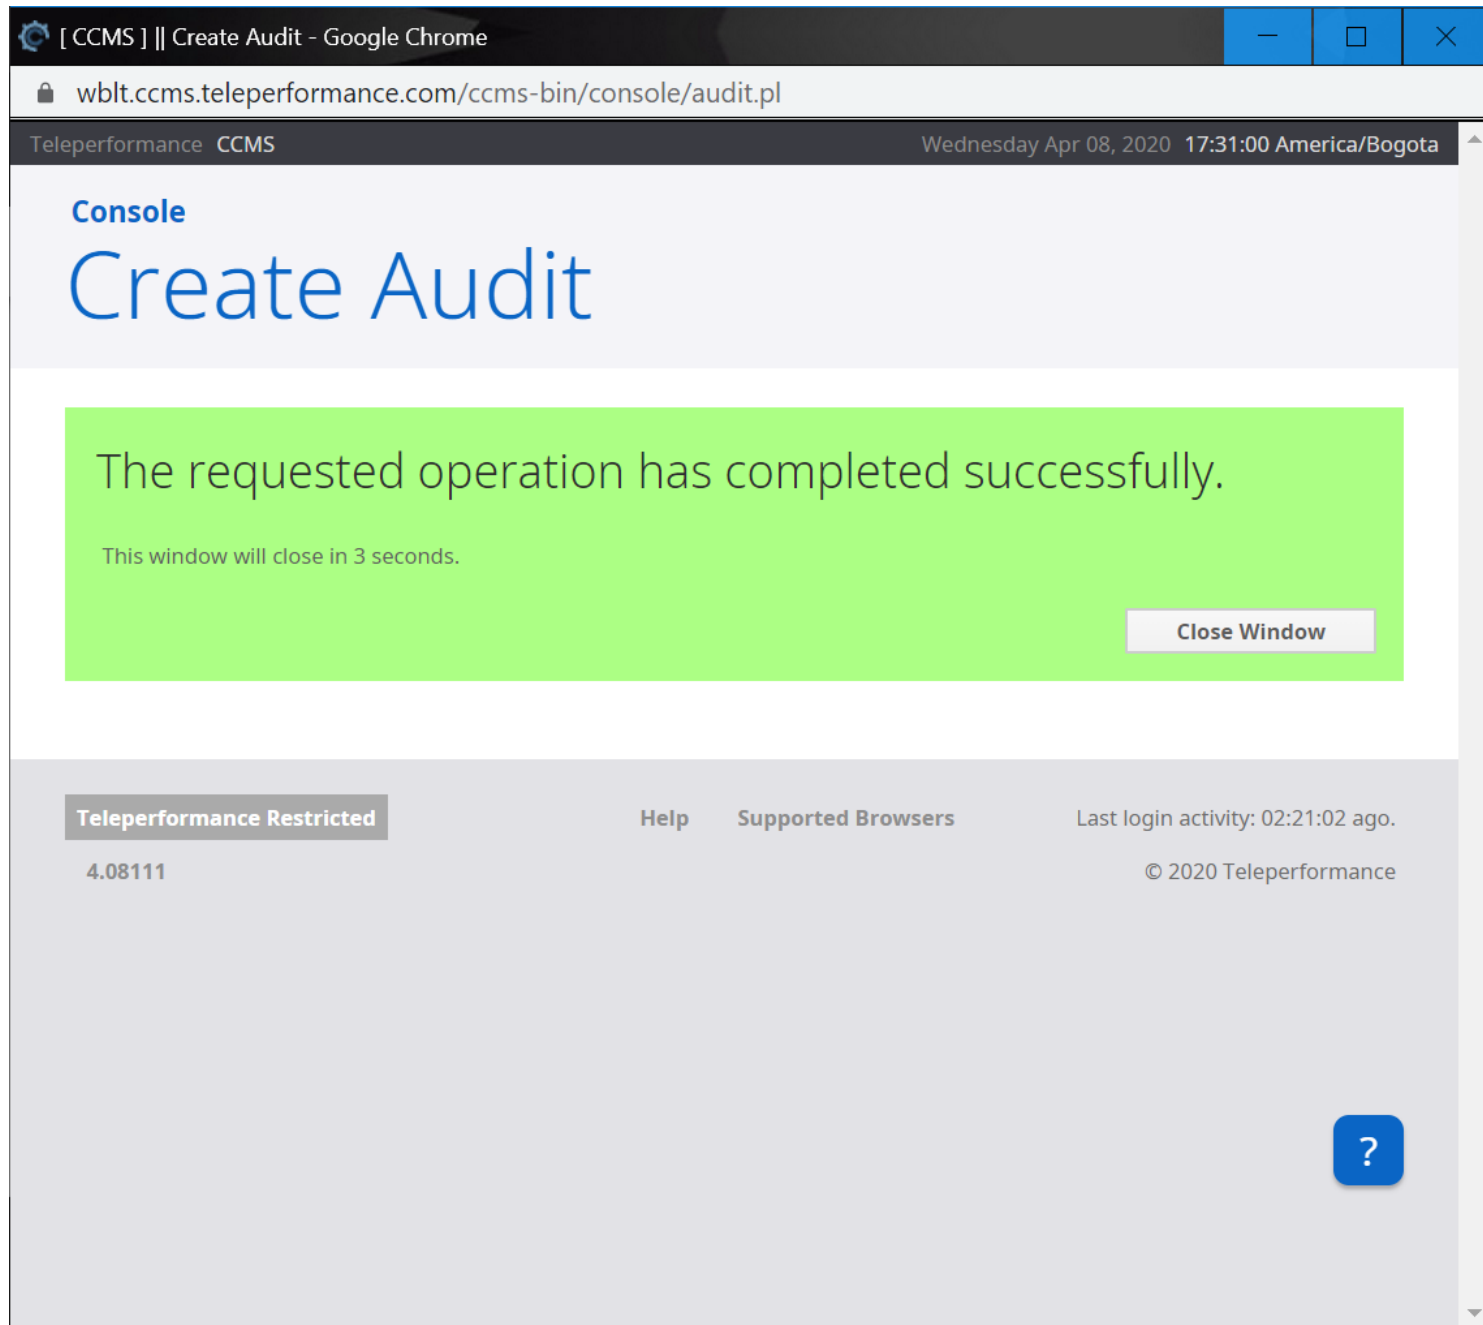 [ CCMS ] || Create Audit - Google Chrome
wblt.ccms.teleperformance.com/ccms-bin/console/audit.pl
Teleperformance CCMS Wednesday Apr 08, 2020 17:31:00 America/Bogota
Console
Create Audit
The requested operation has completed successfully.
This window will close in 3 seconds.
Close Window
Teleperformance Restricted Help Supported Browsers Last login activity: 02:21:02 ago.
4.08111 © 2020 Teleperformance
?